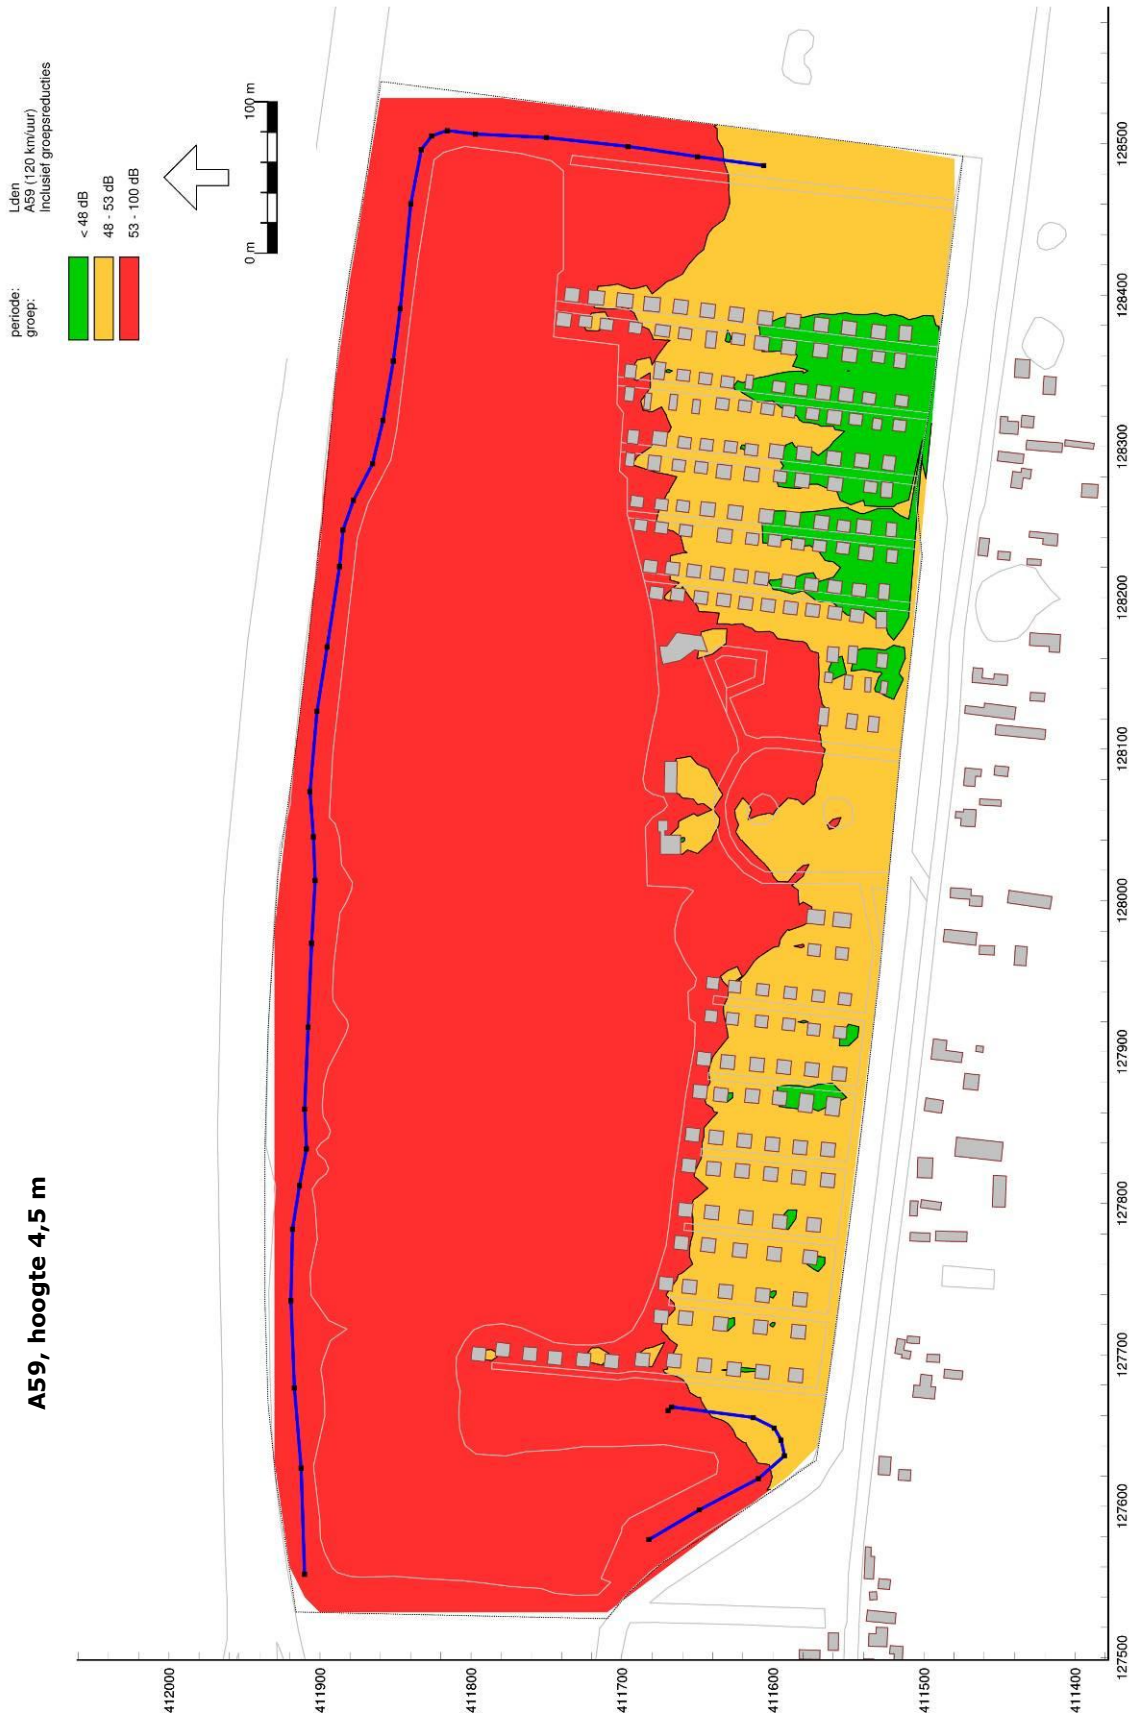 A59, hoogte 4,5 m
periode: Lden
groep: A59 (120 km/uur)
Inclusief groepsreducties
< 48 dB
48 - 53 dB
53 - 100 dB
0 m 100 m
412000
411900
411800
411700
411600
411500
411400
127500 127600 127700 127800 127900 128000 128100 128200 128300 128400 128500